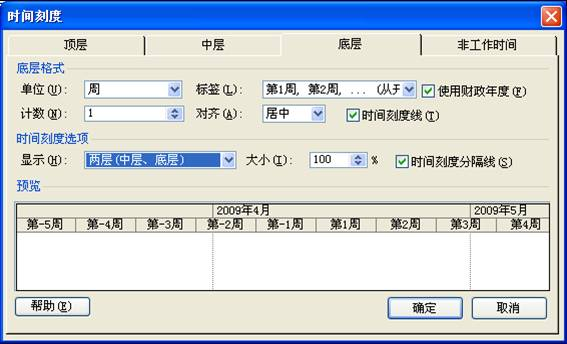 时间刻度
顶层 中层 底层 非工作时间
底层格式
单位(U): 周 标签(L): 第1周, 第2周, ... (从开 使用财政年度(F)
计数(N): 1 对齐(A): 居中 时间刻度线(T)
时间刻度选项
显示(H): 两层(中层、底层) 大小(I): 100 % 时间刻度分隔线(S)
预览
2009年4月 2009年5月
第-5周 第-4周 第-3周 第-2周 第-1周 第1周 第2周 第3周 第4周
帮助(E) 确定 取消